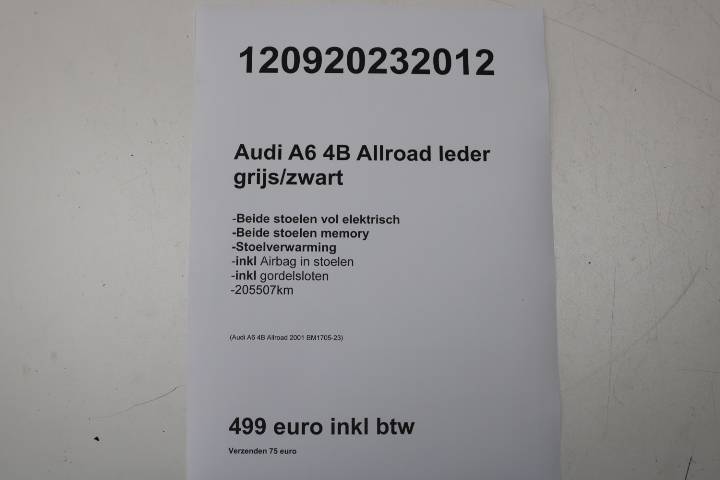 120920232012
Audi A6 4B Allroad leder
grijs/zwart
-Beide stoelen vol elektrisch
-Beide stoelen memory
-Stoelverwarming
-inkl Airbag in stoelen
-inkl gordelsloten
-205507km
(Audi A6 4B Allroad 2001 BM1705-23)
499 euro inkl btw
Verzenden 75 euro